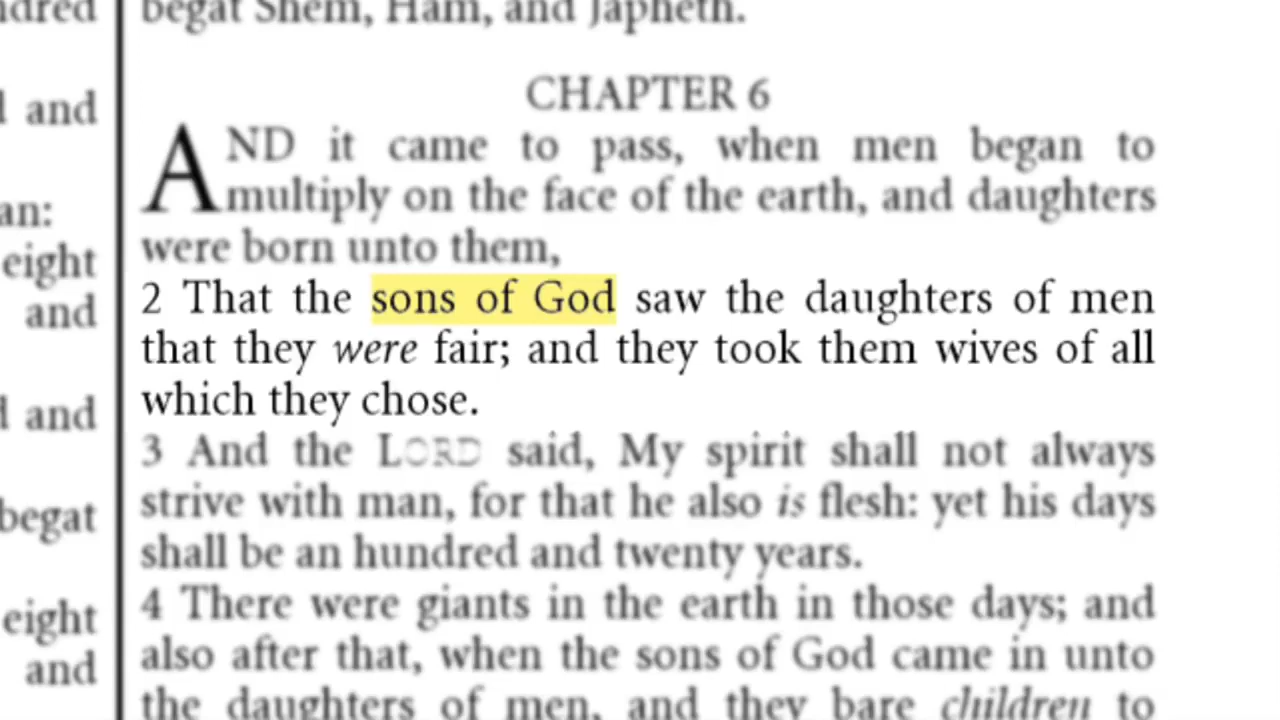 dred
begat Shem, Ham, and Japheth.
and
CHAPTER 6
AND it came to pass, when men began to
multiply on the face of the earth, and daughters
were born unto them,
an:
eight
and
2 That the sons of God saw the daughters of men
that they were fair; and they took them wives of all
which they chose.
and
3 And the LORD said, My spirit shall not always
strive with man, for that he also is flesh: yet his days
shall be an hundred and twenty years.
begat
4 There were giants in the earth in those days; and
also after that, when the sons of God came in unto
the daughters of men, and they bare children to
eight
and